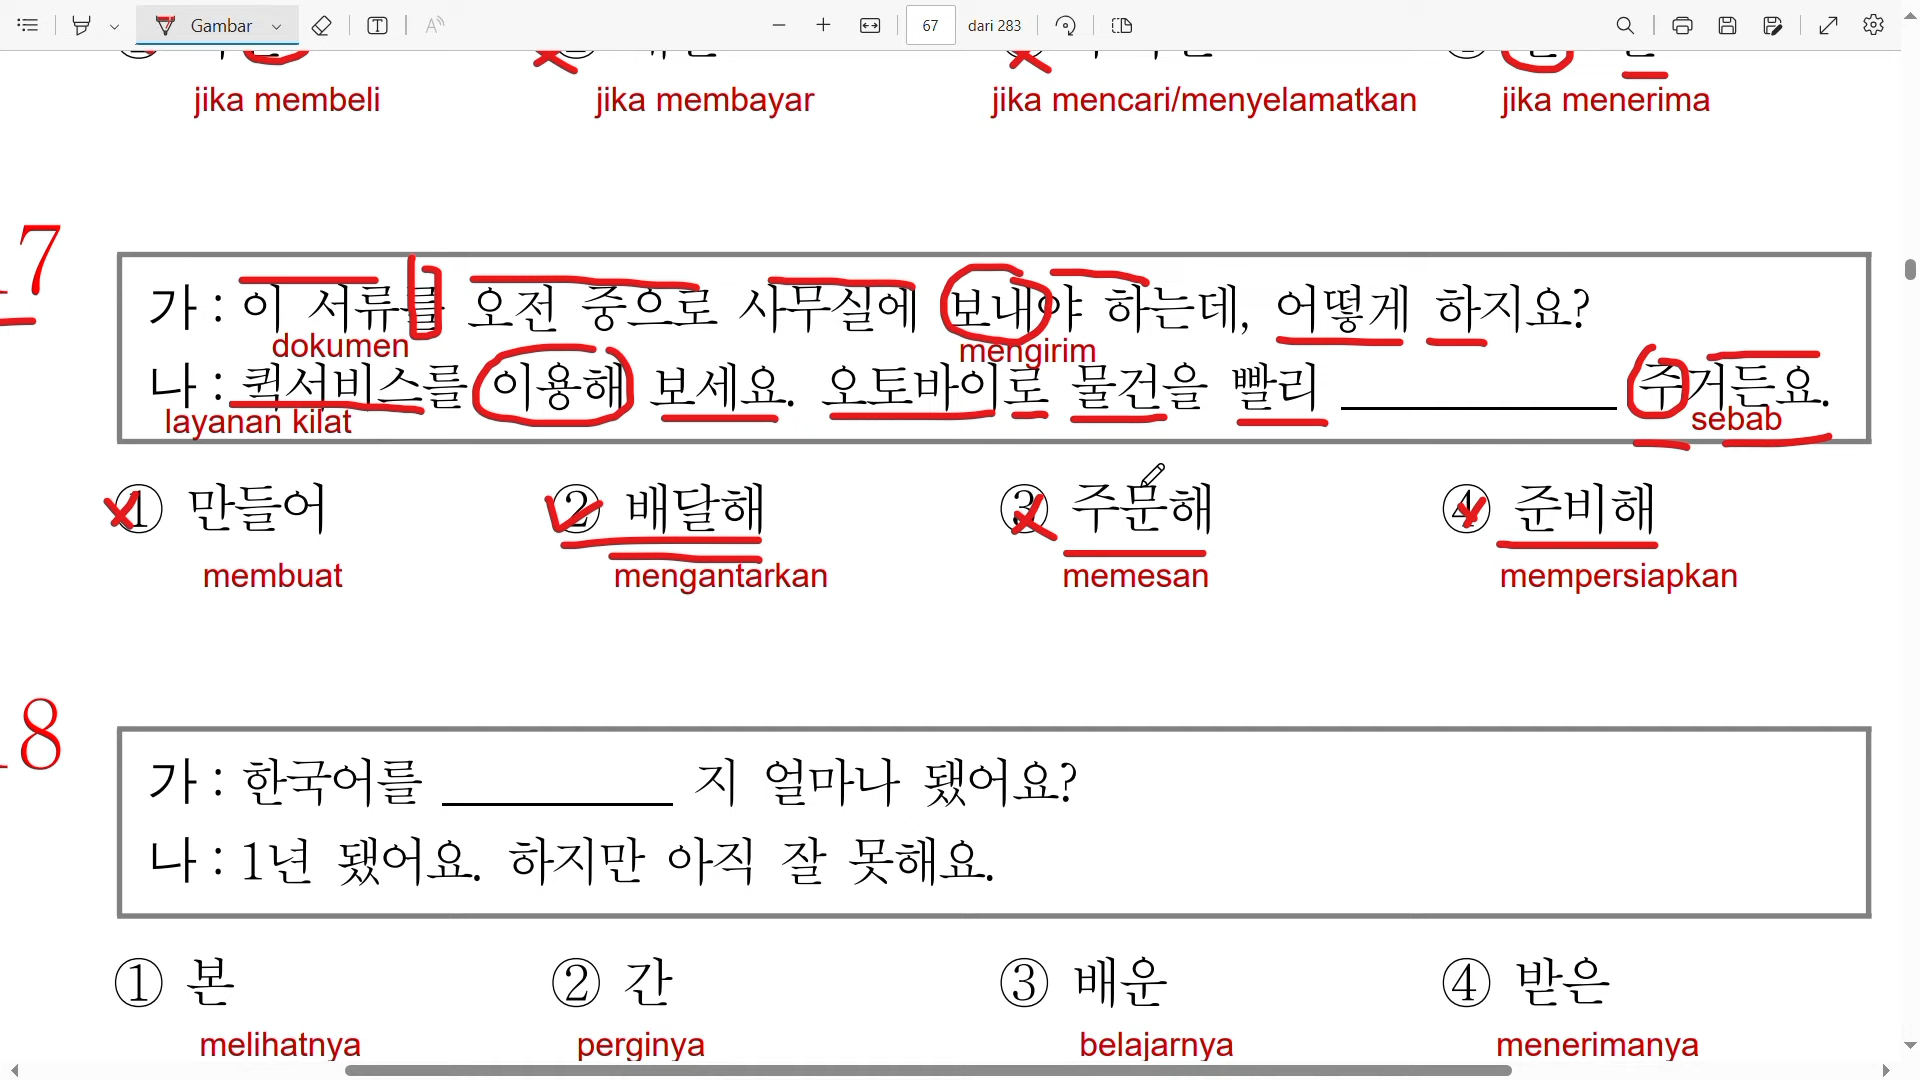 Gambar
67 dari 283
jika membeli jika membayar jika mencari/menyelamatkan jika menerima
17
가 : 이 서류를 오전 중으로 사무실에 보내야 하는데, 어떻게 하지요?
dokumen mengirim
나 : 퀵서비스를 이용해 보세요. 오토바이로 물건을 빨리 __________ 주거든요.
layanan kilat sebab
① 만들어 ② 배달해 ③ 주문해 ④ 준비해
membuat mengantarkan memesan mempersiapkan
18
가 : 한국어를 __________ 지 얼마나 됐어요?
나 : 1년 됐어요. 하지만 아직 잘 못해요.
① 본 ② 간 ③ 배운 ④ 받은
melihatnya perginya belajarnya menerimanya